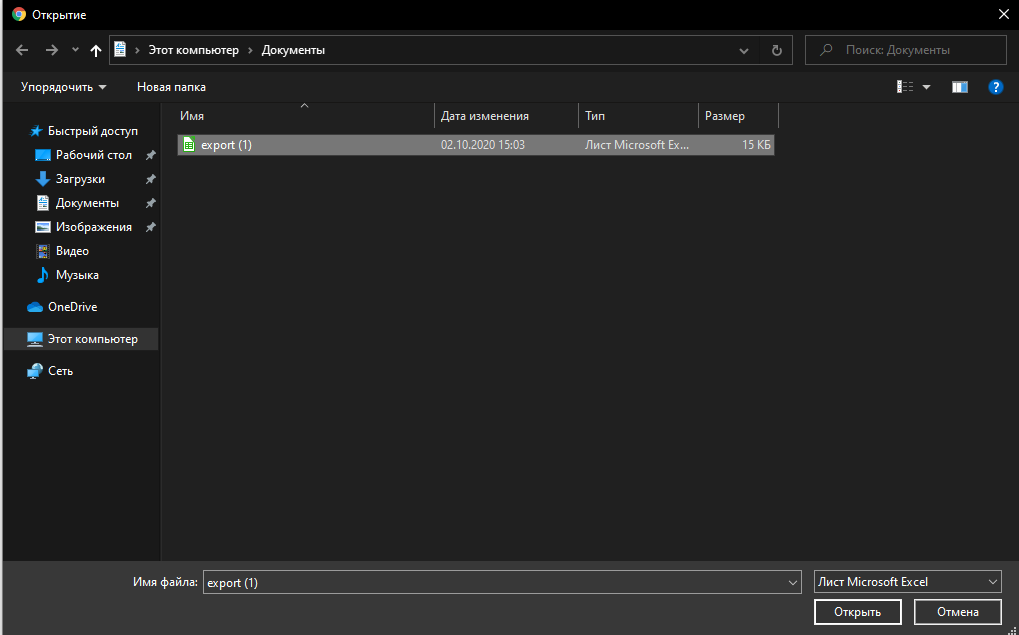 Открытие
Этот компьютер Документы
Поиск: Документы
Упорядочить Новая папка
Имя Дата изменения Тип Размер
export (1) 02.10.2020 15:03 Лист Microsoft Ex... 15 КБ
Быстрый доступ
Рабочий стол
Загрузки
Документы
Изображения
Видео
Музыка
OneDrive
Этот компьютер
Сеть
Имя файла: export (1) Лист Microsoft Excel
Открыть Отмена